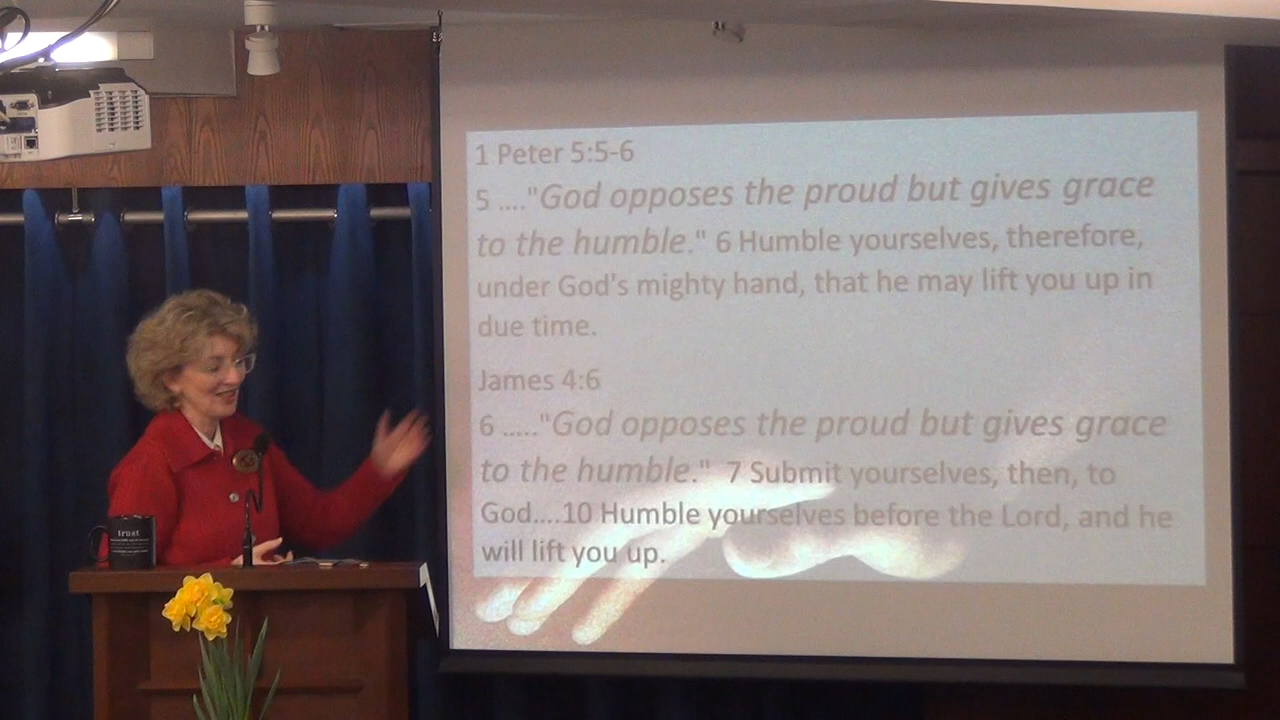 1 Peter 5:5-6
5 ...."God opposes the proud but gives grace
to the humble." 6 Humble yourselves, therefore,
under God's mighty hand, that he may lift you up in
due time.
James 4:6
6 ....."God opposes the proud but gives grace
to the humble." 7 Submit yourselves, then, to
God....10 Humble yourselves before the Lord, and he
will lift you up.
trust